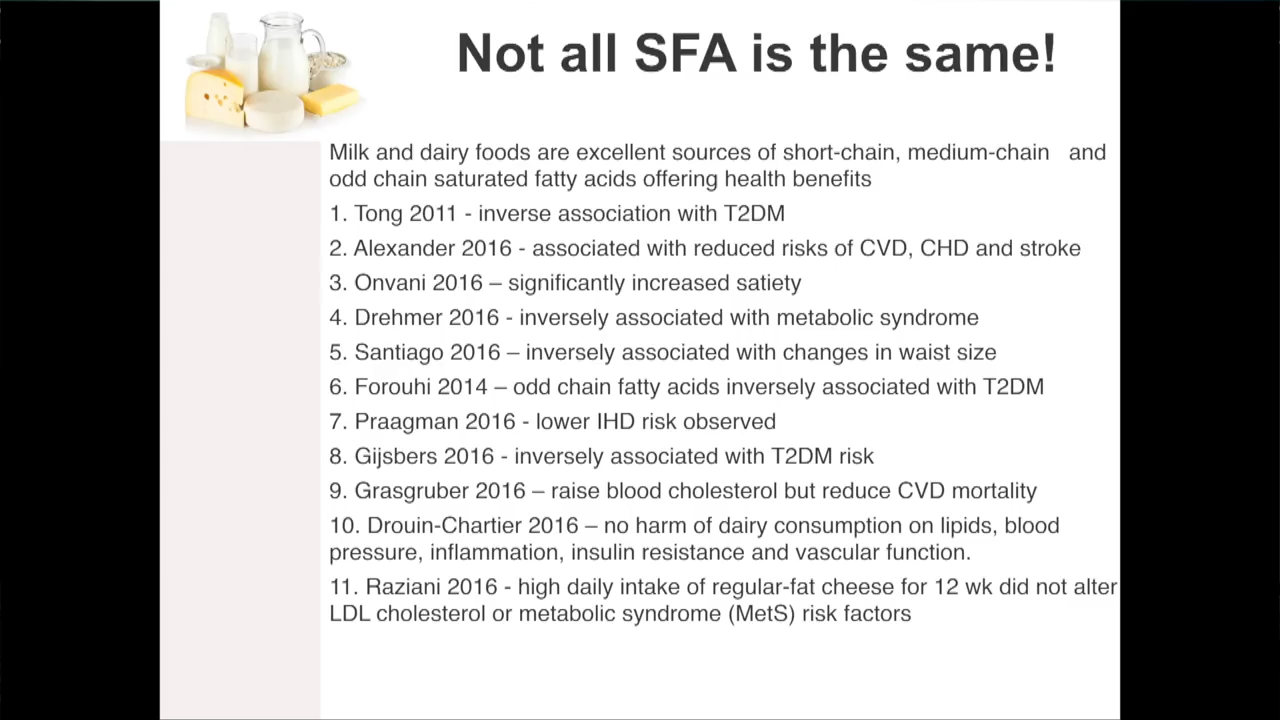 Not all SFA is the same!
Milk and dairy foods are excellent sources of short-chain, medium-chain and
odd chain saturated fatty acids offering health benefits
1. Tong 2011 - inverse association with T2DM
2. Alexander 2016 - associated with reduced risks of CVD, CHD and stroke
3. Onvani 2016 – significantly increased satiety
4. Drehmer 2016 - inversely associated with metabolic syndrome
5. Santiago 2016 – inversely associated with changes in waist size
6. Forouhi 2014 – odd chain fatty acids inversely associated with T2DM
7. Praagman 2016 - lower IHD risk observed
8. Gijsbers 2016 - inversely associated with T2DM risk
9. Grasgruber 2016 – raise blood cholesterol but reduce CVD mortality
10. Drouin-Chartier 2016 – no harm of dairy consumption on lipids, blood
pressure, inflammation, insulin resistance and vascular function.
11. Raziani 2016 - high daily intake of regular-fat cheese for 12 wk did not alter
LDL cholesterol or metabolic syndrome (MetS) risk factors